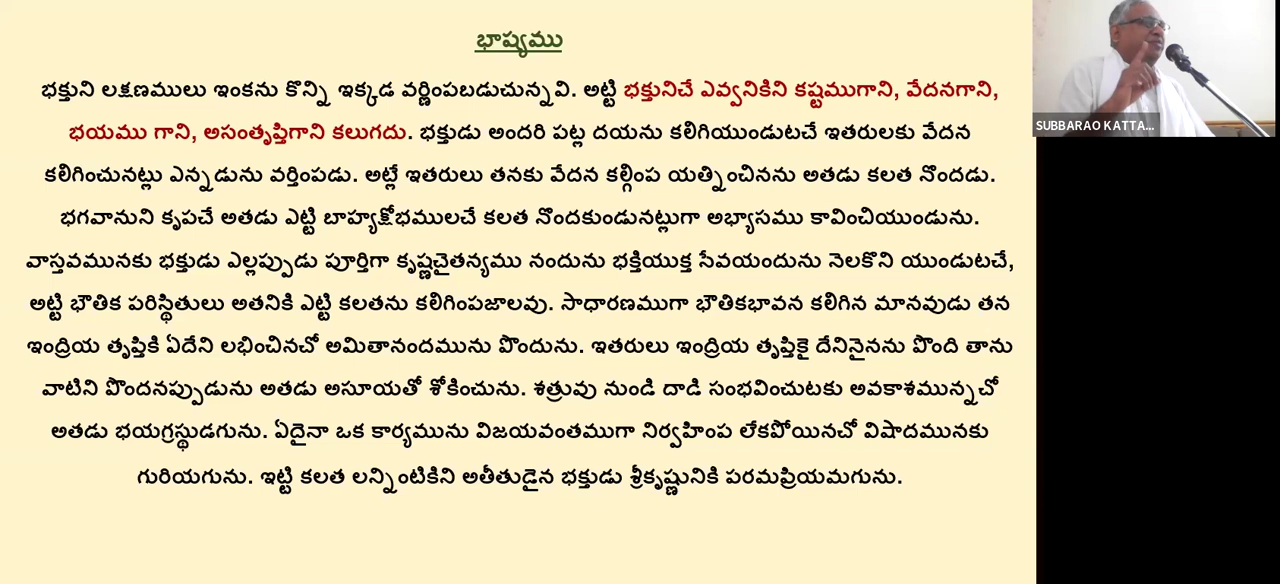 భాష్యము
భక్తుని లక్షణములు ఇంకను కొన్ని ఇక్కడ వర్ణింపబడుచున్నవి. అట్టి భక్తునిచే ఎవ్వనికిని కష్టముగాని, వేదనగాని,
భయము గాని, అసంతృప్తిగాని కలుగదు. భక్తుడు అందరి పట్ల దయను కలిగియుండుటచే ఇతరులకు వేదన
కలిగించునట్లు ఎన్నడును వర్తింపడు. అట్లే ఇతరులు తనకు వేదన కల్గింప యత్నించినను అతడు కలత నొందడు.
భగవానుని కృపచే అతడు ఎట్టి బాహ్యక్షోభములచే కలత నొందకుండునట్లుగా అభ్యాసము కావించియుండును.
వాస్తవమునకు భక్తుడు ఎల్లప్పుడు పూర్తిగా కృష్ణచైతన్యము నందును భక్తియుక్త సేవయందును నెలకొని యుండుటచే,
అట్టి భౌతిక పరిస్థితులు అతనికి ఎట్టి కలతను కలిగింపజాలవు. సాధారణముగా భౌతికభావన కలిగిన మానవుడు తన
ఇంద్రియ తృప్తికి ఏదేని లభించినచో అమితానందమును పొందును. ఇతరులు ఇంద్రియ తృప్తికై దేనినైనను పొంది తాను
వాటిని పొందనప్పుడును అతడు అసూయతో శోకించును. శత్రువు నుండి దాడి సంభవించుటకు అవకాశమున్నచో
అతడు భయగ్రస్థుడగును. ఏదైనా ఒక కార్యమును విజయవంతముగా నిర్వహింప లేకపోయినచో విషాదమునకు
గురియగును. ఇట్టి కలత లన్నింటికిని అతీతుడైన భక్తుడు శ్రీకృష్ణునికి పరమప్రియమగును.
SUBBARAO KATTA...